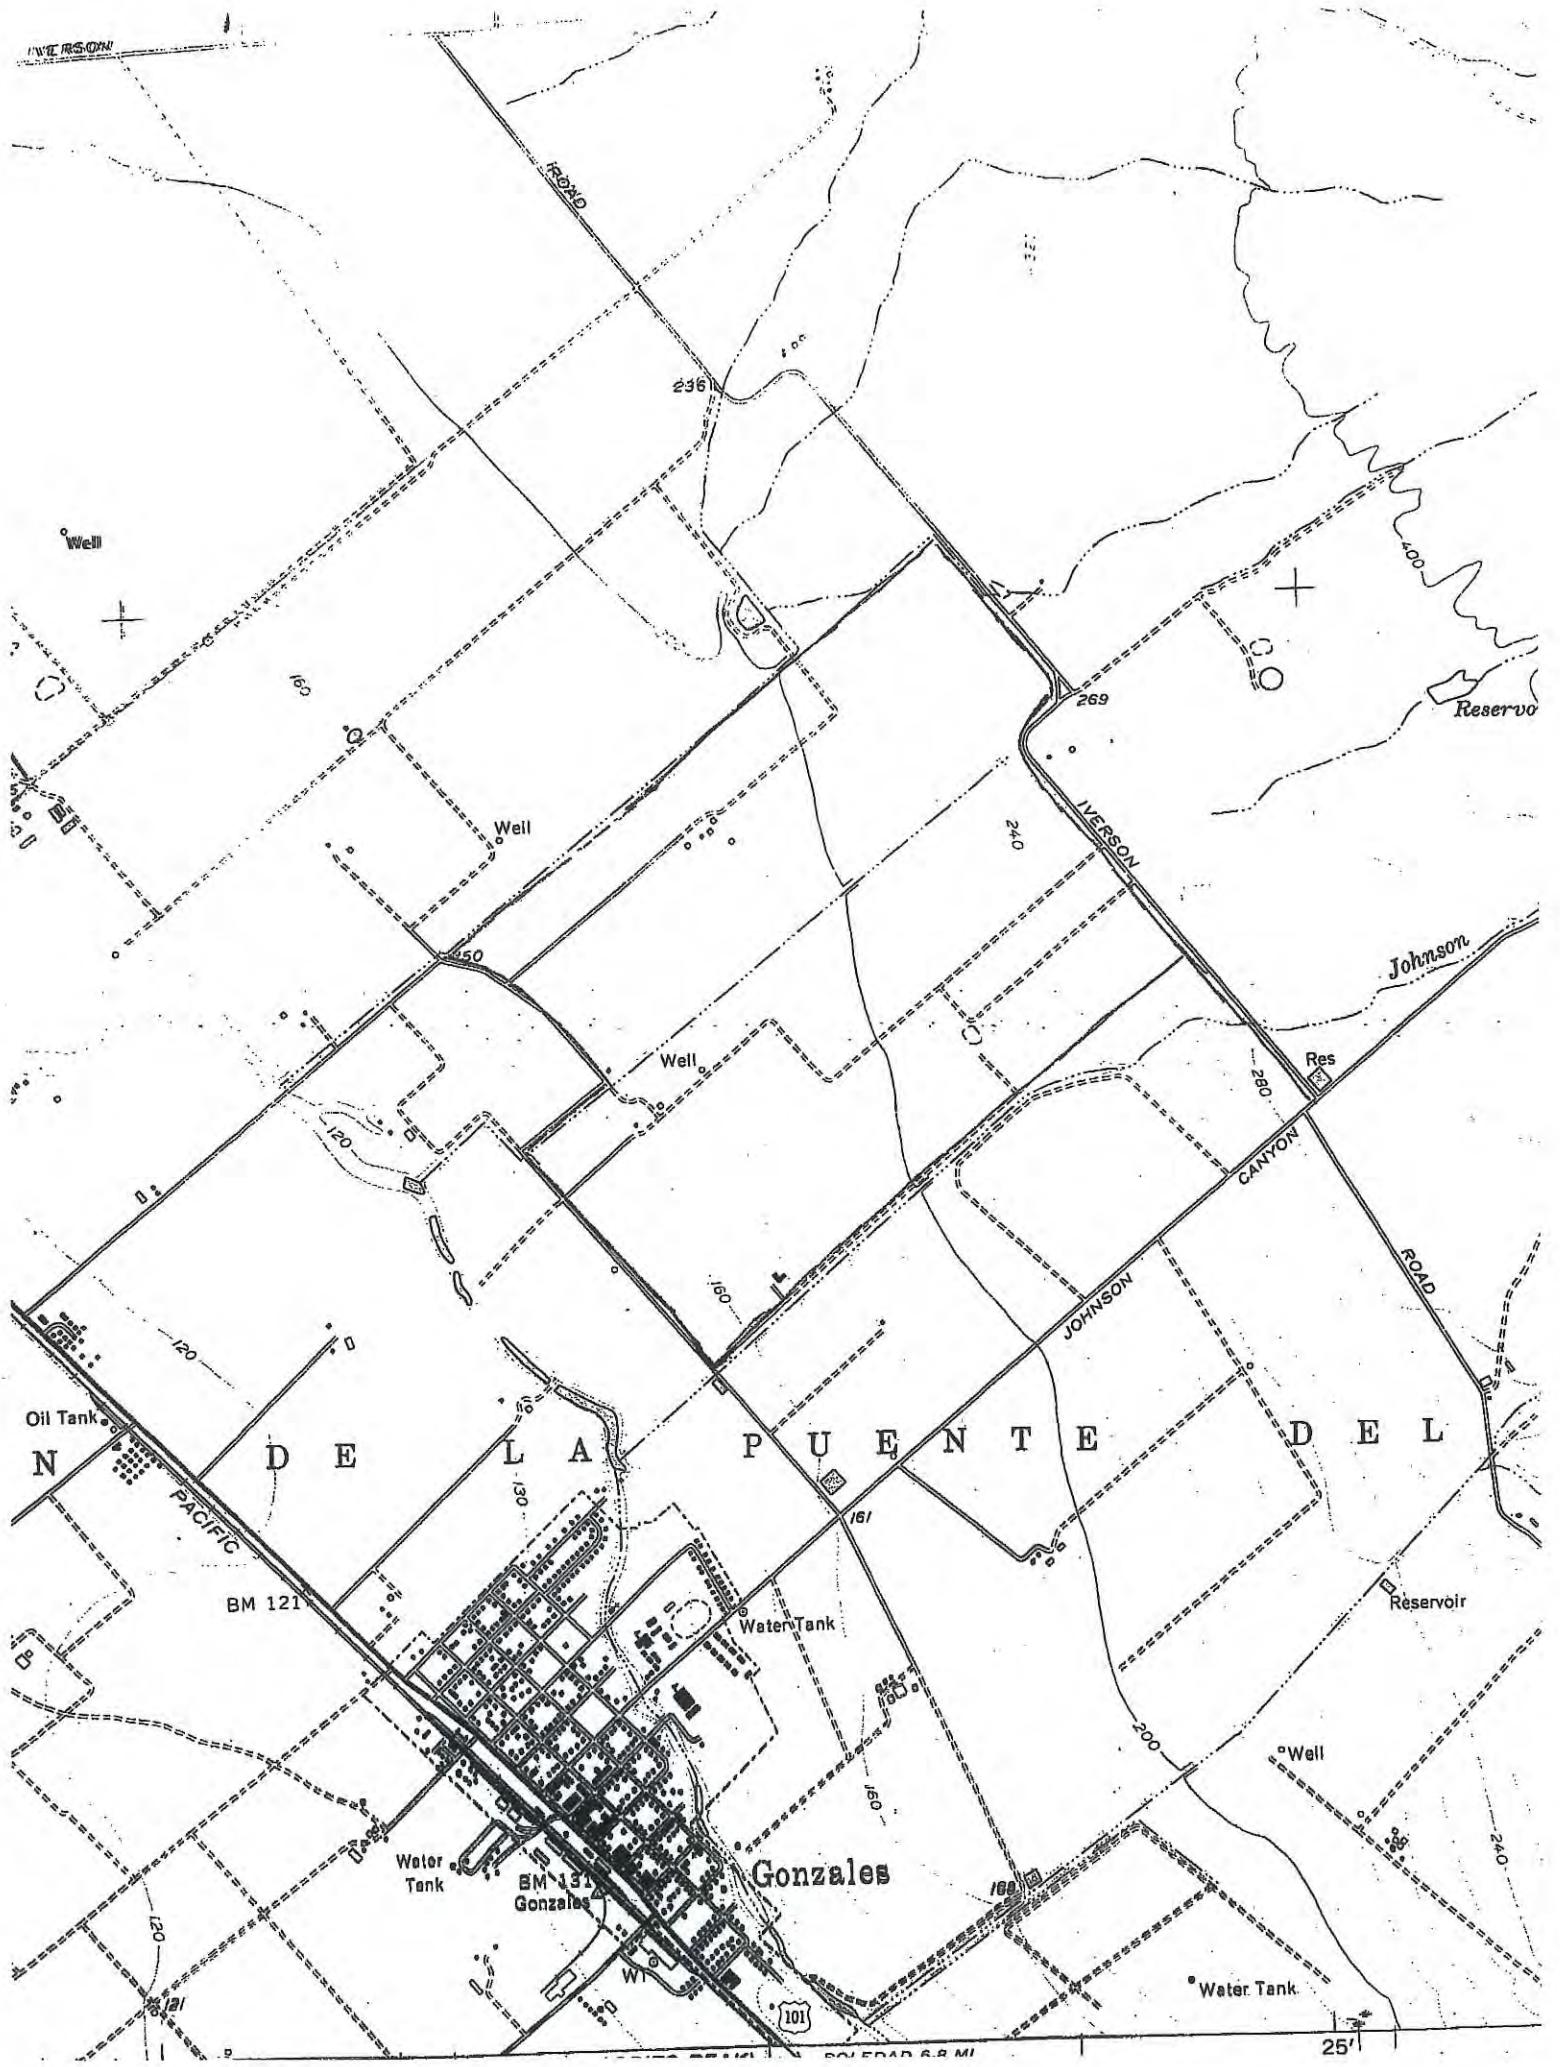 IVERSON
ROAD
236
Well
400
160
269
Reservo
Well
240
IVERSON
Johnson
Well
Res
280
120
CANYON
160
ROAD
JOHNSON
120
Oil Tank
N DE LA PUENTE DEL
130
161
PACIFIC
BM 121
Reservoir
Water Tank
200
Well
160
240
Water
Tank
Gonzales
BM 131
Gonzales
168
120
WT
Water Tank
121
101
25'
SOLEDAD 6.8 MI